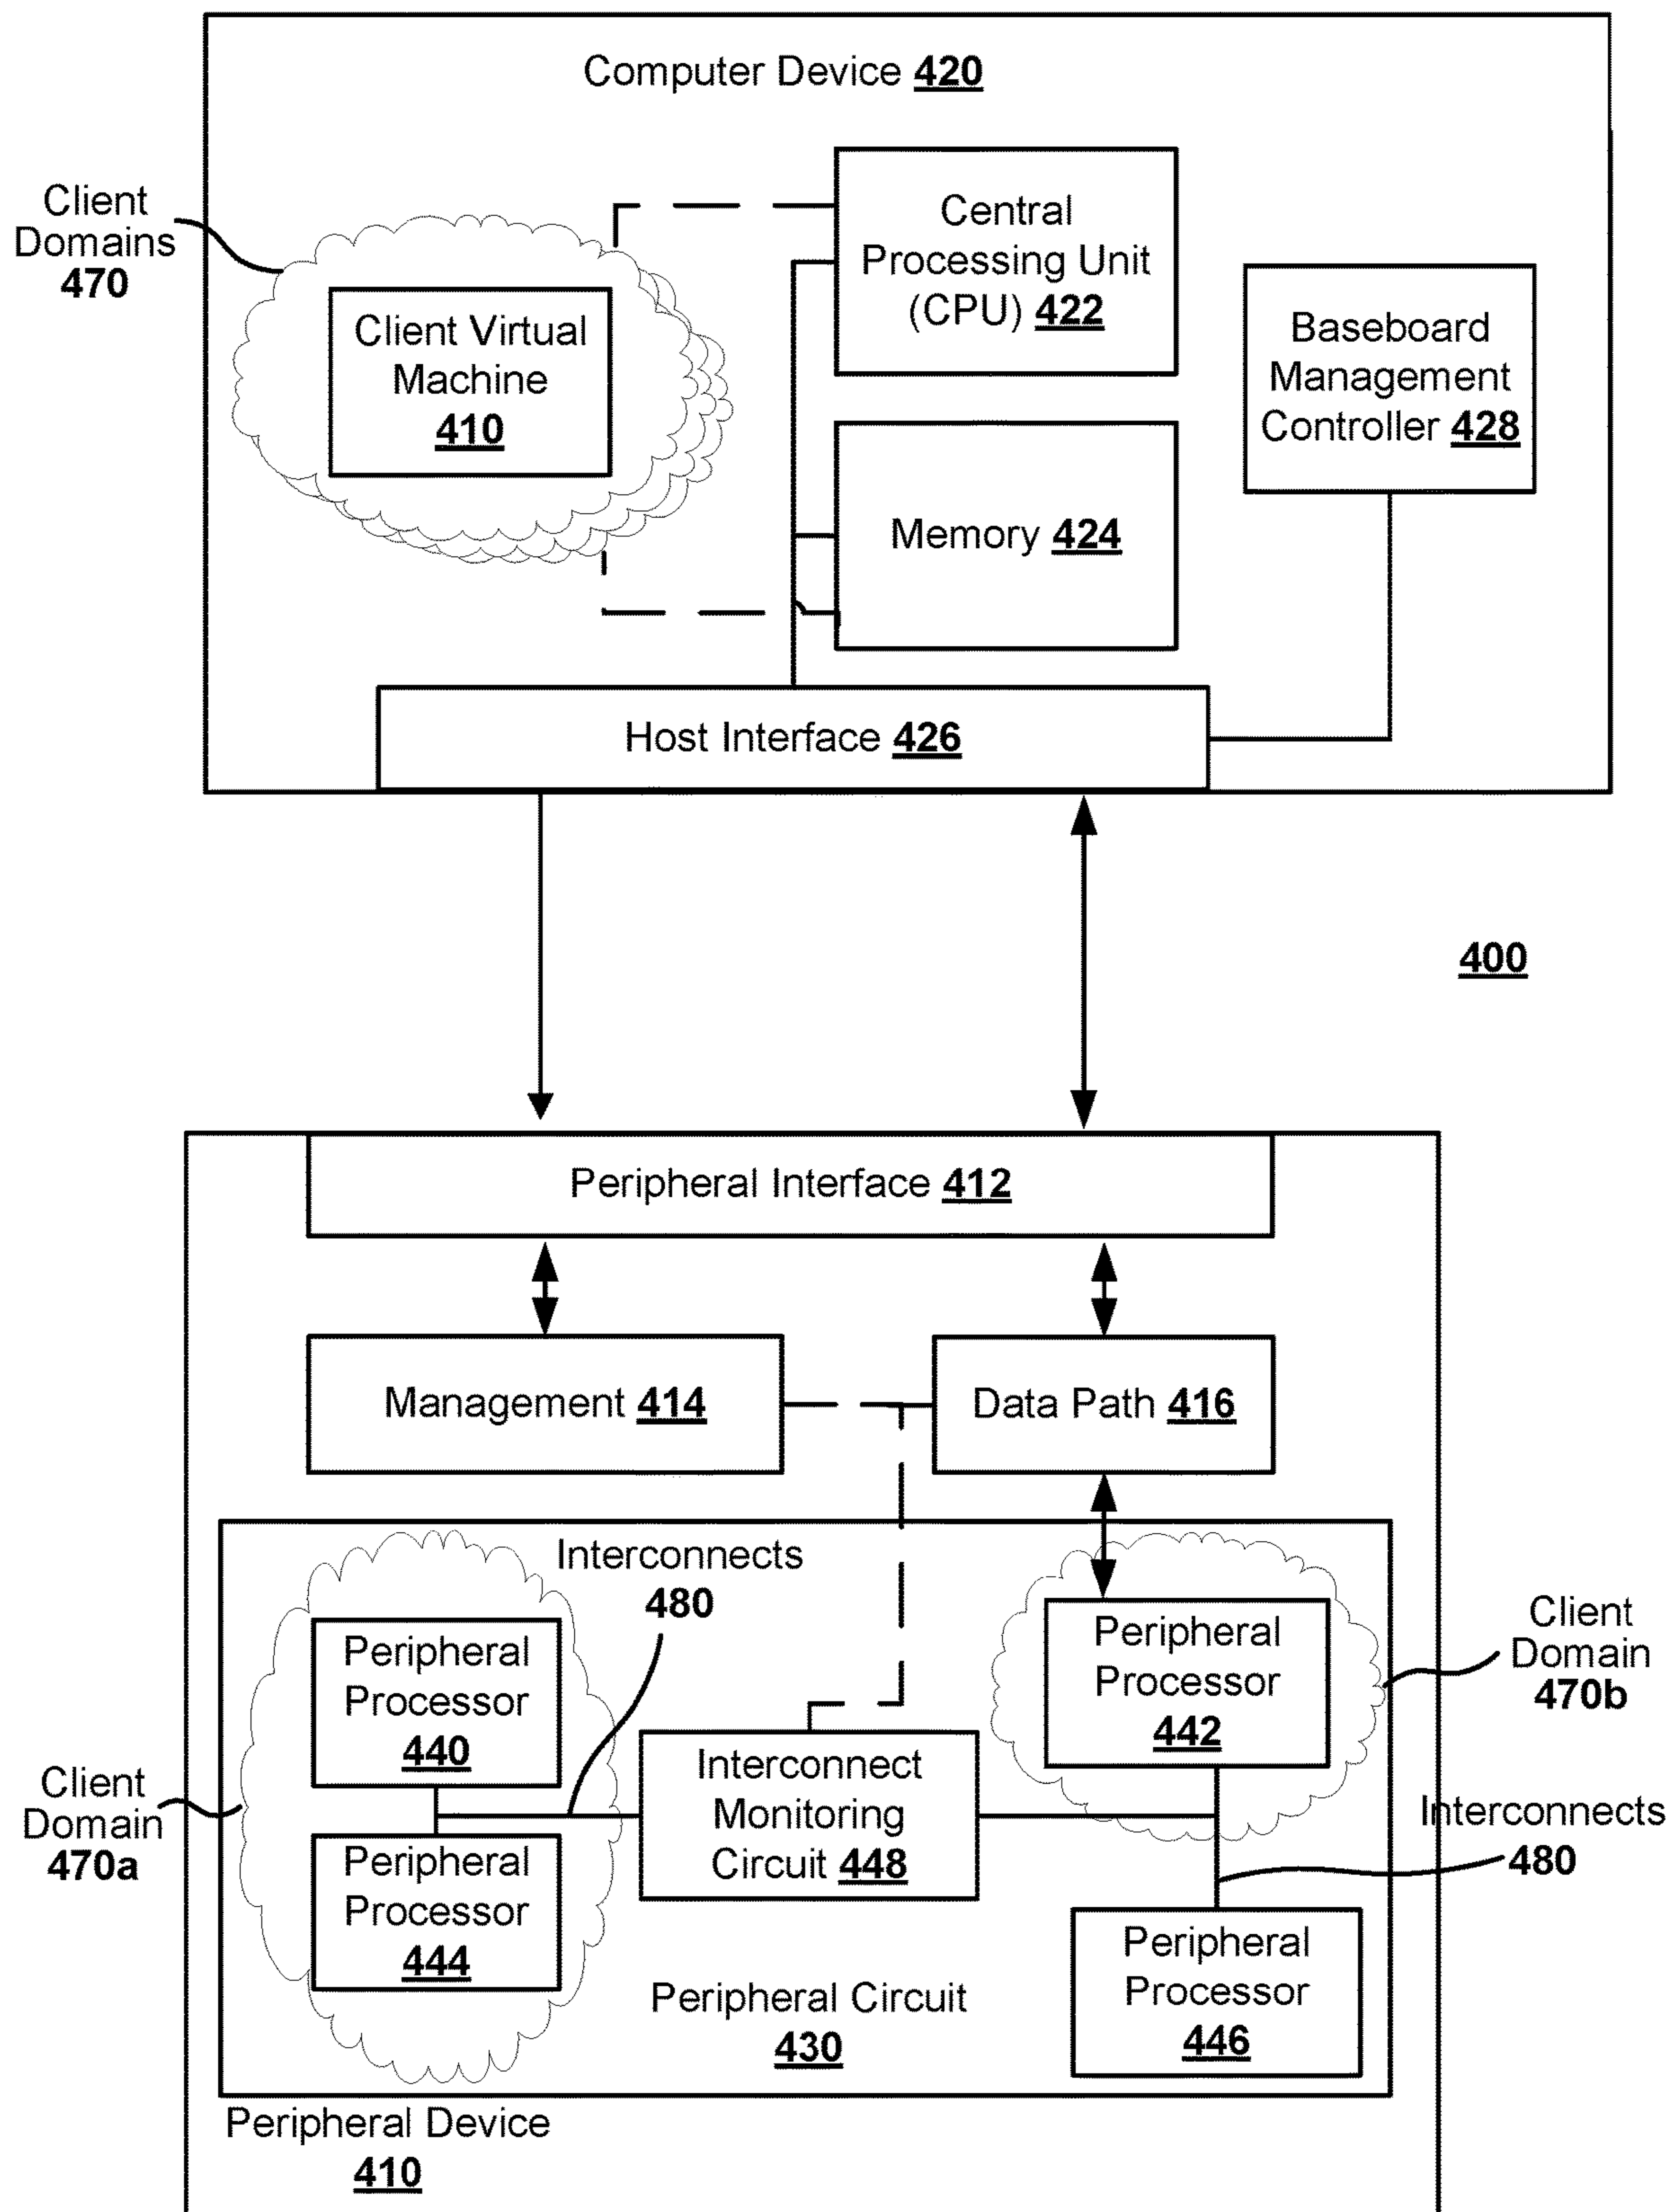 Computer Device 420
Client
Domains
470
Client Virtual
Machine
410
Central
Processing Unit
(CPU) 422
Baseboard
Management
Controller 428
Memory 424
Host Interface 426
400
Peripheral Interface 412
Management 414
Data Path 416
Interconnects
480
Peripheral
Processor
440
Peripheral
Processor
442
Client
Domain
470b
Client
Domain
470a
Interconnect
Monitoring
Circuit 448
Interconnects
480
Peripheral
Processor
444
Peripheral
Processor
446
Peripheral Circuit
430
Peripheral Device
410